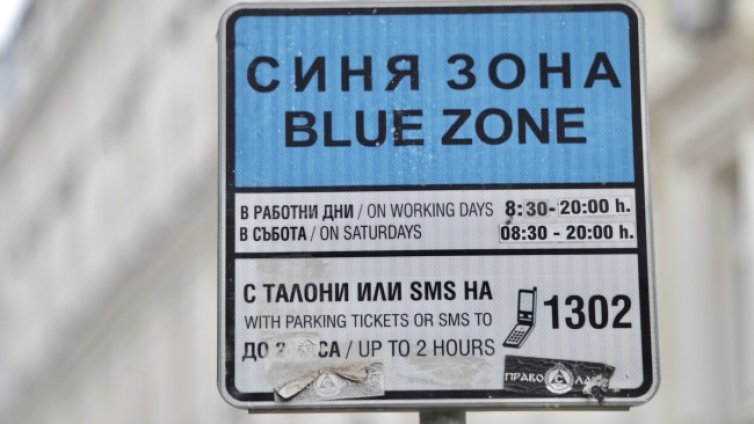 СИНЯ ЗОНА
BLUE ZONE
В РАБОТНИ ДНИ / ON WORKING DAYS 8:30-20:00 h.
В СЪБОТА / ON SATURDAYS 08:30 - 20:00 h.
С ТАЛОНИ ИЛИ SMS НА
WITH PARKING TICKETS OR SMS TO 1302
ДО / UP TO 2 HOURS
ПРАВО